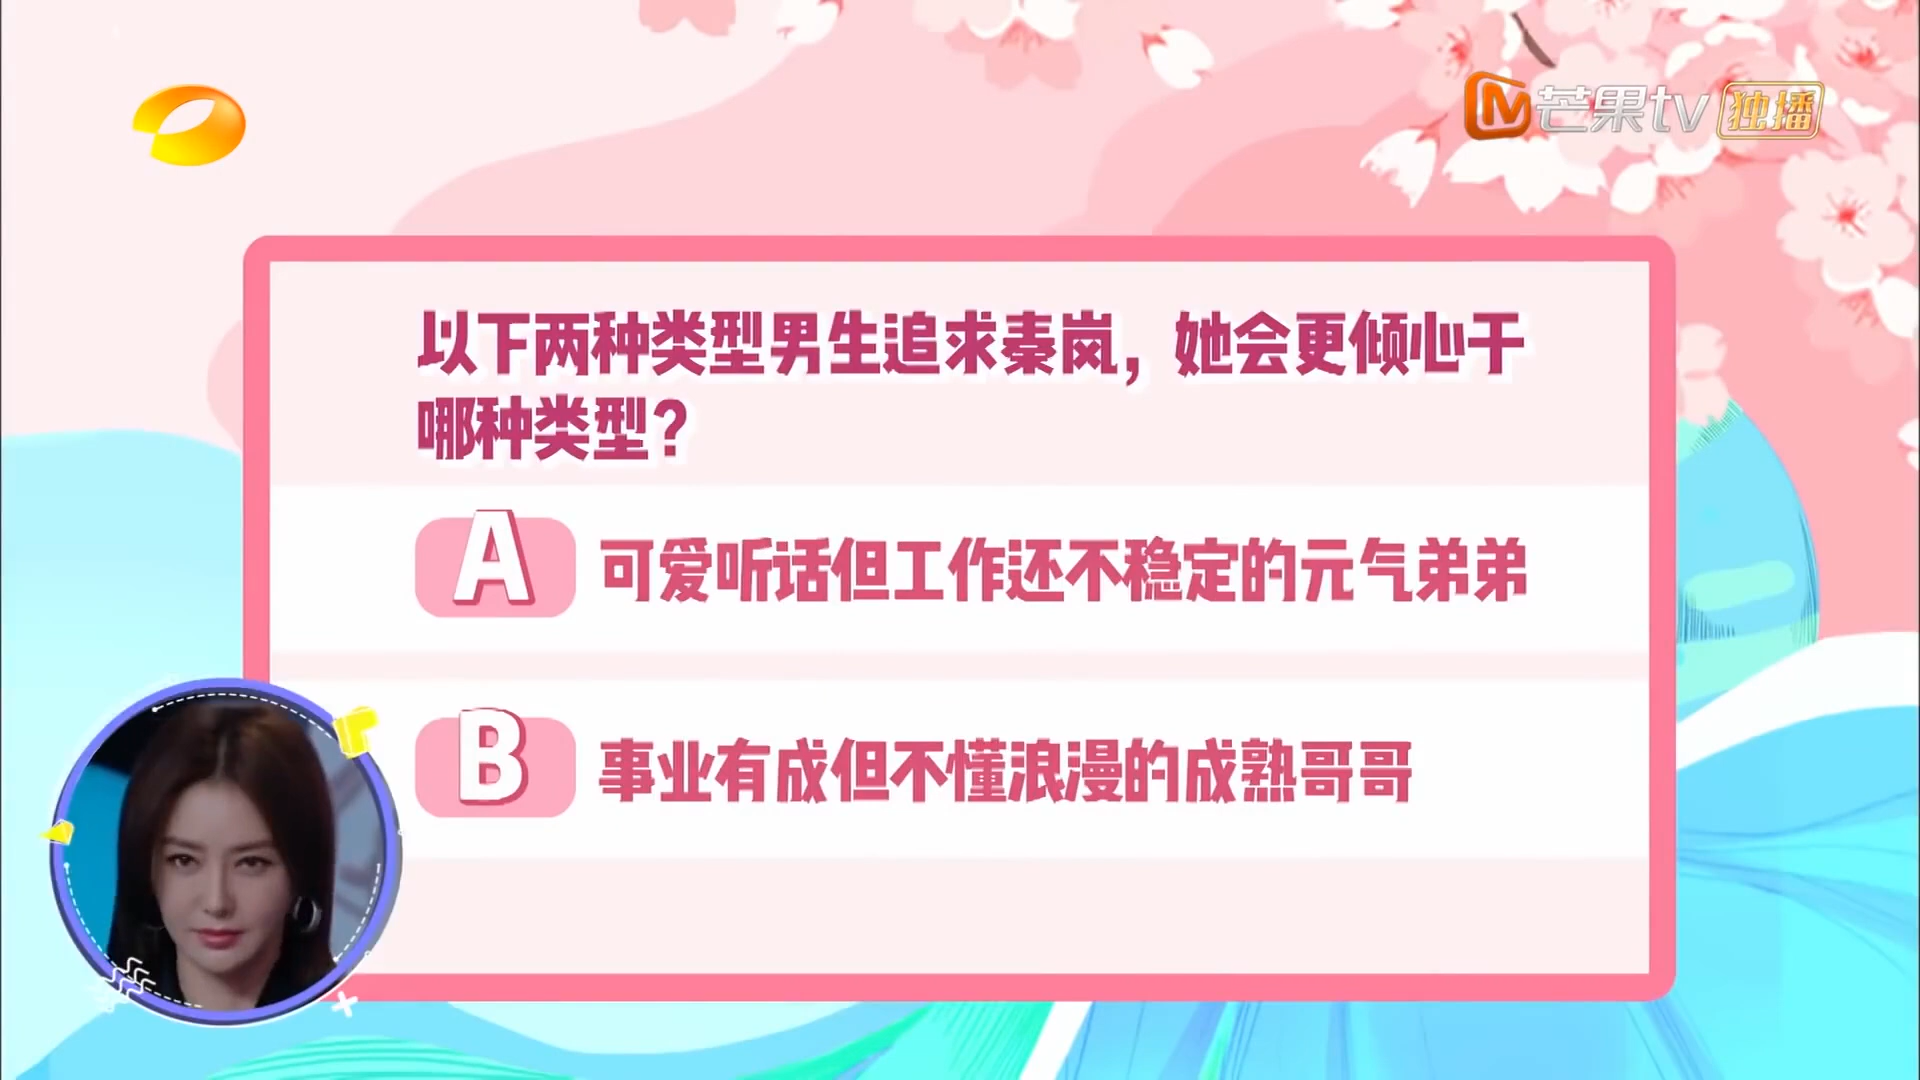 芒果tv 独播
以下两种类型男生追求秦岚，她会更倾心于
哪种类型？
A 可爱听话但工作还不稳定的元气弟弟
B 事业有成但不懂浪漫的成熟哥哥